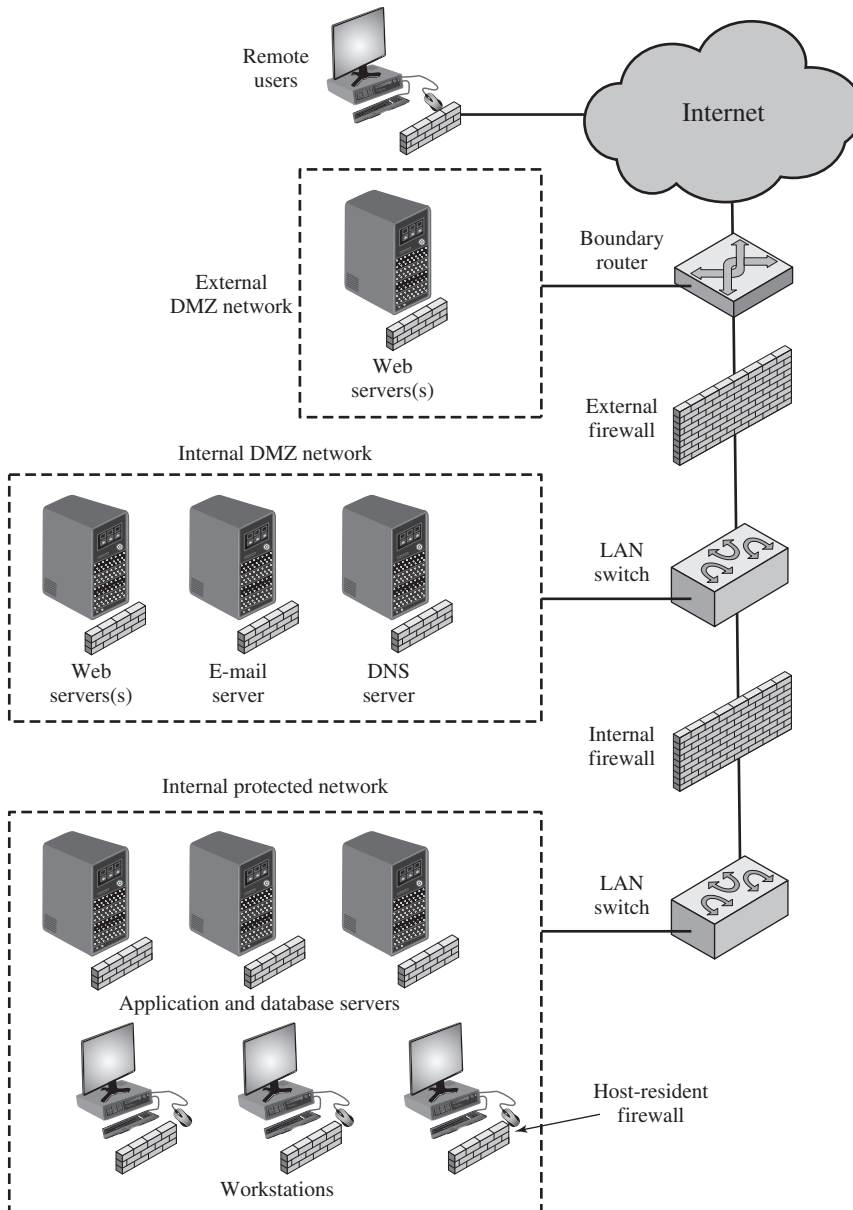 Remote
users
Internet
Boundary
router
External
DMZ network
Web
servers(s)
External
firewall
Internal DMZ network
LAN
switch
Web
servers(s)
E-mail
server
DNS
server
Internal
firewall
Internal protected network
LAN
switch
Application and database servers
Host-resident
firewall
Workstations